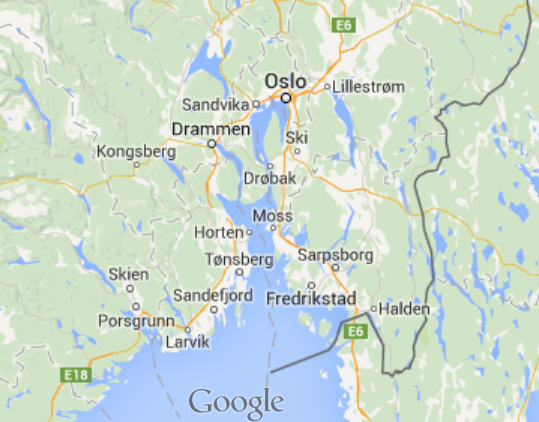 E6
Oslo
Lillestrøm
Sandvika
Drammen
Ski
Kongsberg
Drøbak
Moss
Horten
Sarpsborg
Tønsberg
Skien
Sandefjord
Fredrikstad
Halden
Porsgrunn
E6
Larvik
E18
Google